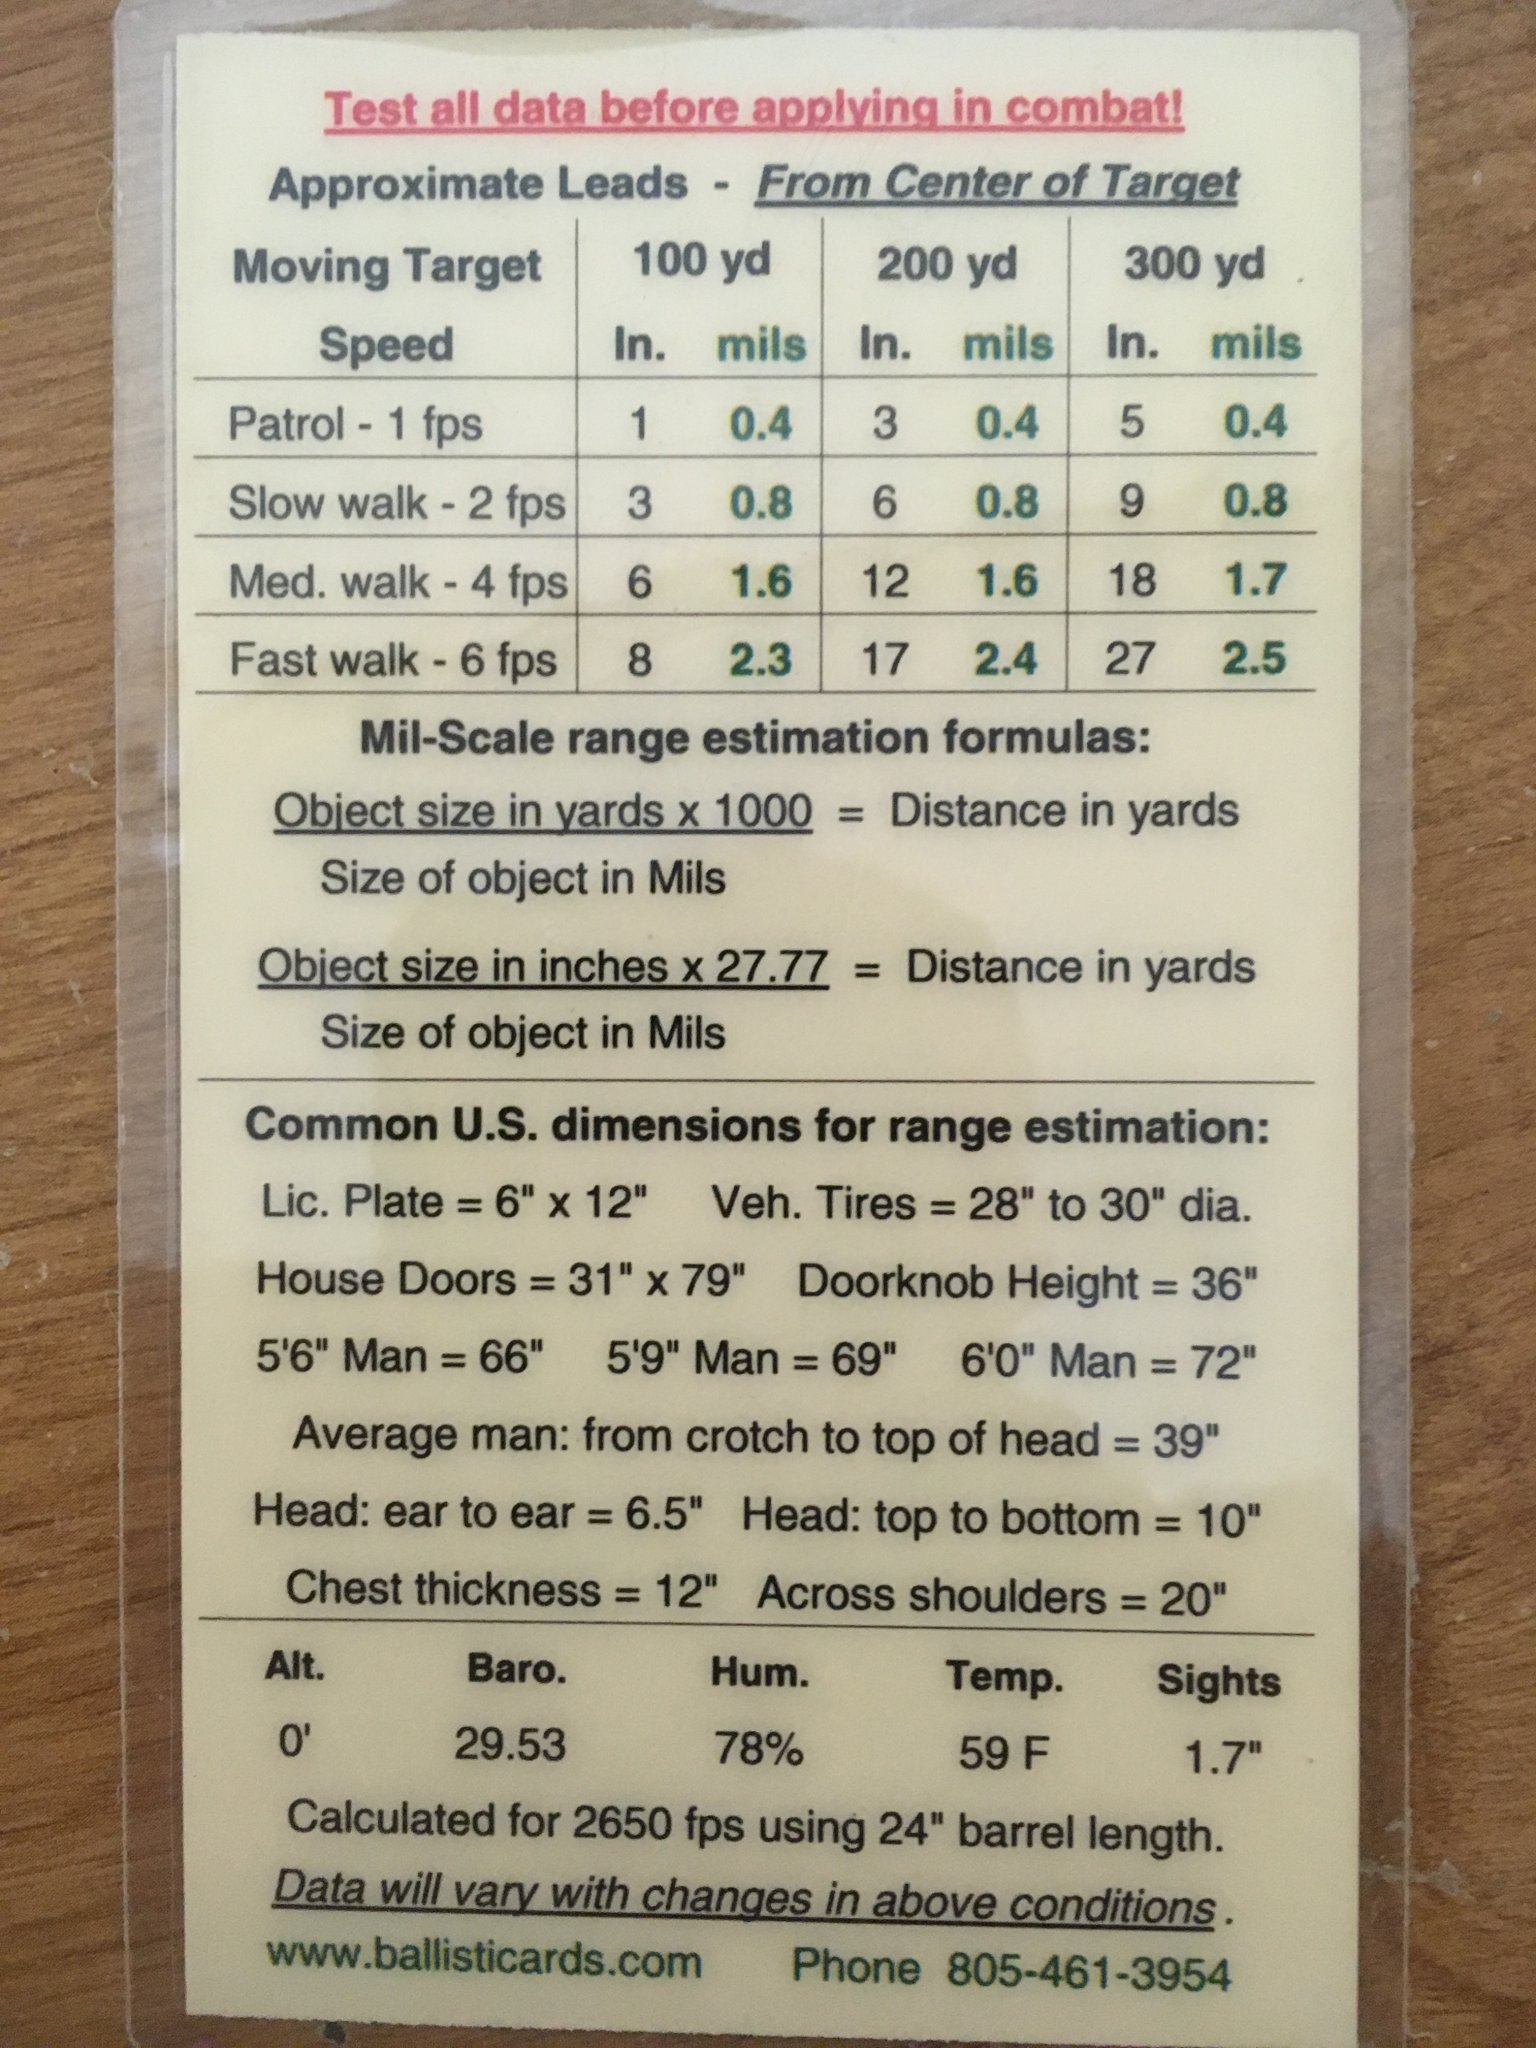 Test all data before applying in combat!
Approximate Leads - From Center of Target
Moving Target 100 yd 200 yd 300 yd
Speed In. mils In. mils In. mils
Patrol - 1 fps 1 0.4 3 0.4 5 0.4
Slow walk - 2 fps 3 0.8 6 0.8 9 0.8
Med. walk - 4 fps 6 1.6 12 1.6 18 1.7
Fast walk - 6 fps 8 2.3 17 2.4 27 2.5
Mil-Scale range estimation formulas:
Object size in yards x 1000 = Distance in yards
Size of object in Mils
Object size in inches x 27.77 = Distance in yards
Size of object in Mils
Common U.S. dimensions for range estimation:
Lic. Plate = 6" x 12" Veh. Tires = 28" to 30" dia.
House Doors = 31" x 79" Doorknob Height = 36"
5'6" Man = 66" 5'9" Man = 69" 6'0" Man = 72"
Average man: from crotch to top of head = 39"
Head: ear to ear = 6.5" Head: top to bottom = 10"
Chest thickness = 12" Across shoulders = 20"
Alt. Baro. Hum. Temp. Sights
0' 29.53 78% 59 F 1.7"
Calculated for 2650 fps using 24" barrel length.
Data will vary with changes in above conditions.
www.ballisticards.com Phone 805-461-3954